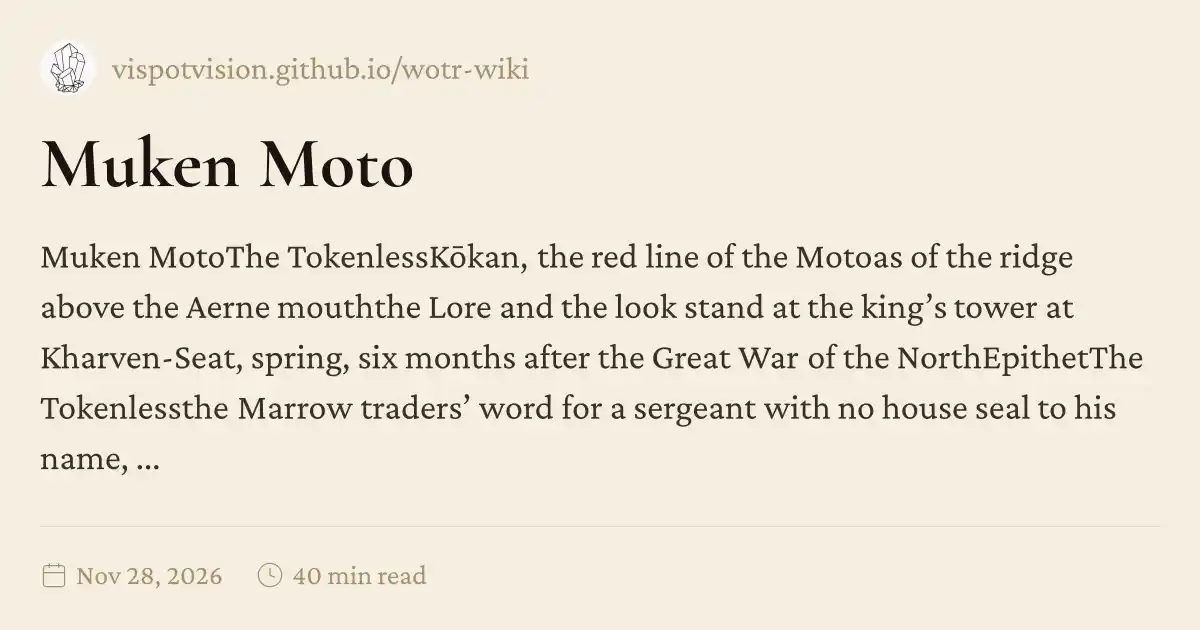 vispotvision.github.io/wotr-wiki
Muken Moto
Muken MotoThe TokenlessKōkan, the red line of the Motoas of the ridge
above the Aerne mouththe Lore and the look stand at the king’s tower at
Kharven-Seat, spring, six months after the Great War of the NorthEpithetThe
Tokenlessthe Marrow traders’ word for a sergeant with no house seal to his
name, ...
Nov 28, 2026
40 min read